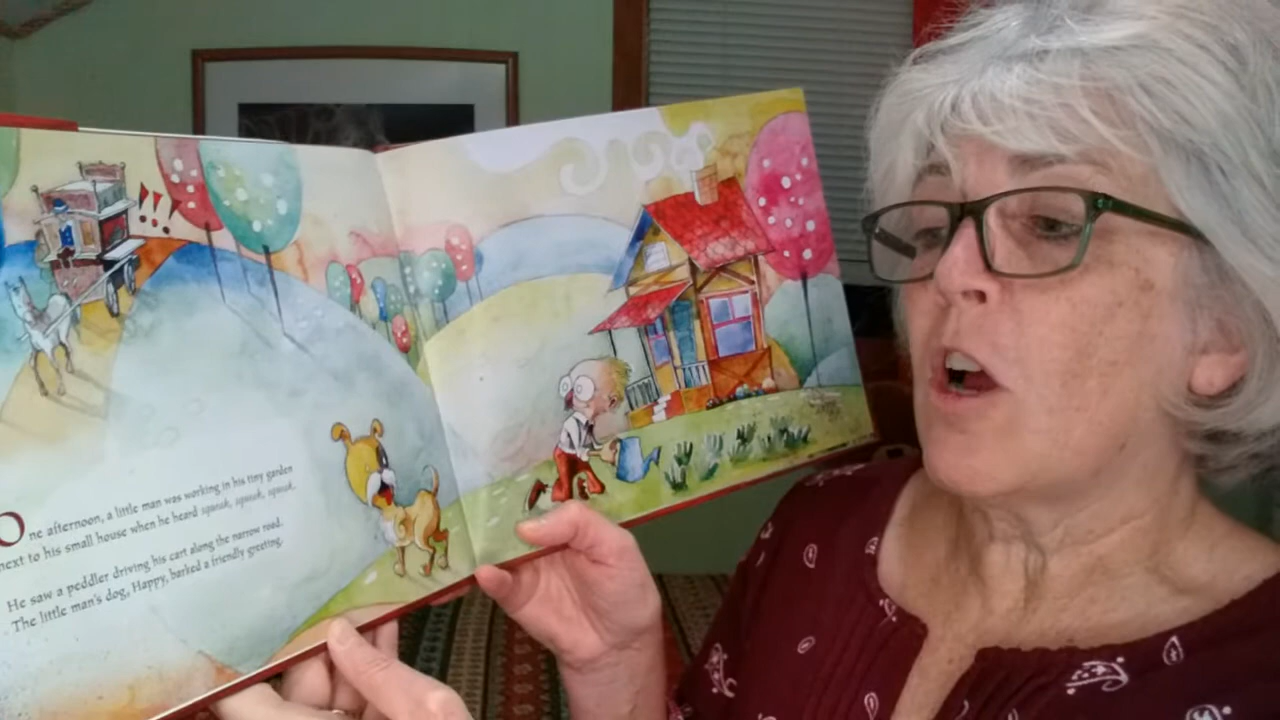 !!!
One afternoon, a little man was working in his tiny garden
next to his small house when he heard squeak, squeak, squeak.
He saw a peddler driving his cart along the narrow road.
The little man's dog, Happy, barked a friendly greeting.